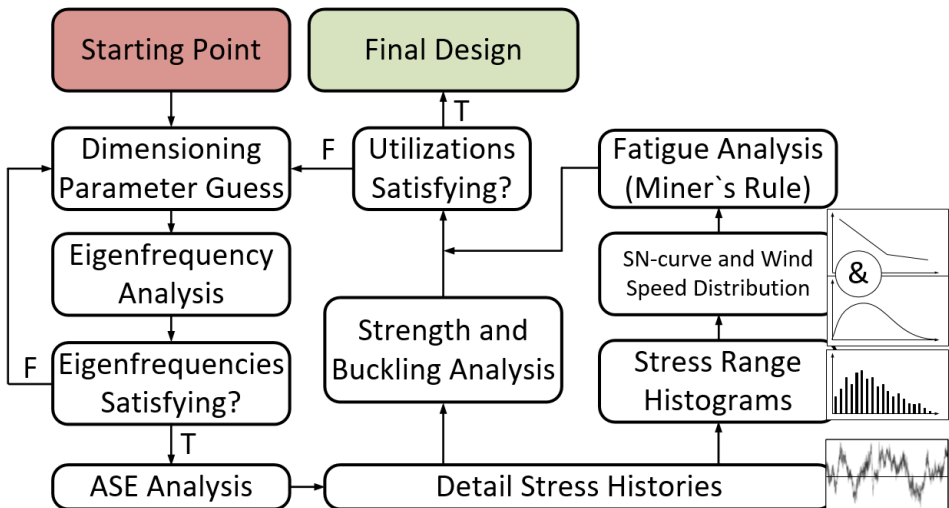 Starting Point
Final Design
T
Dimensioning
Parameter Guess
F
Utilizations
Satisfying?
Fatigue Analysis
(Miner`s Rule)
Eigenfrequency
Analysis
SN-curve and Wind
Speed Distribution
&
Strength and
Buckling Analysis
Stress Range
Histograms
F
Eigenfrequencies
Satisfying?
T
ASE Analysis
Detail Stress Histories